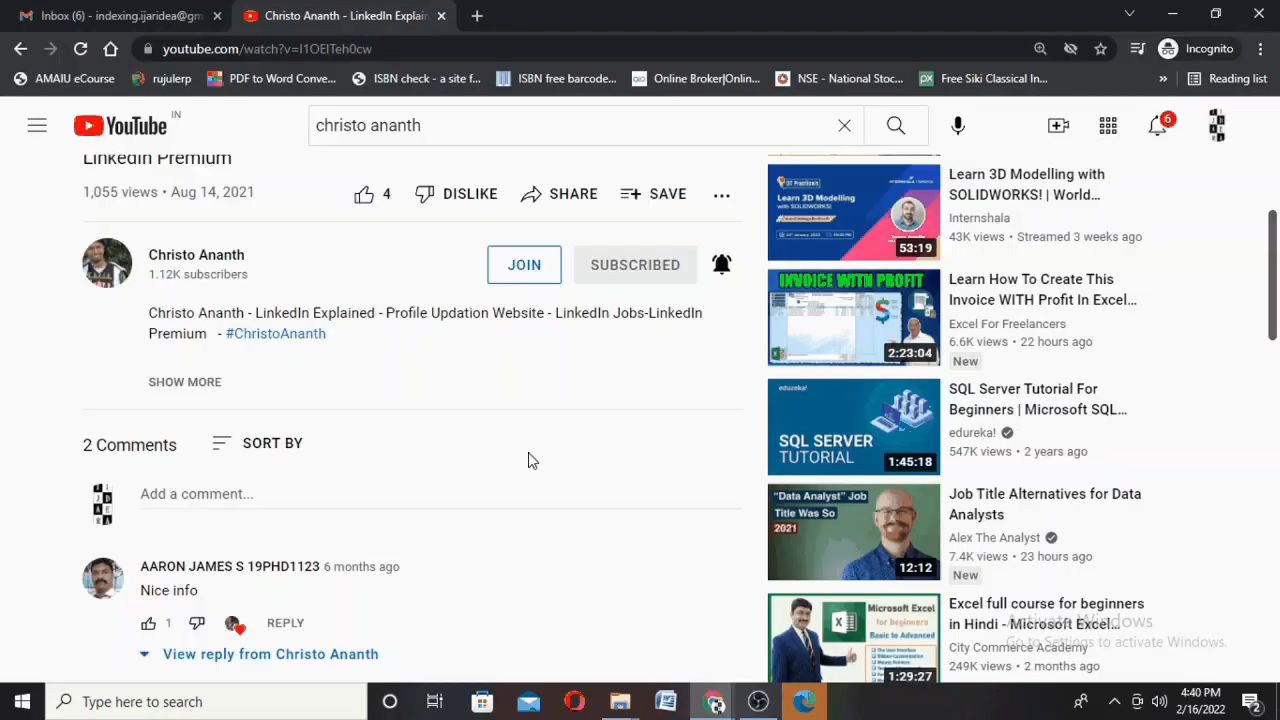 Inbox (6) - indexing.ijaridea@gm
Christo Ananth - LinkedIn Explain
youtube.com/watch?v=I1OEITeh0cw
Incognito
AMAIU eCourse
rujulerp
PDF to Word Conve...
ISBN check - a site f...
ISBN free barcode...
Online Broker|Onlin...
NSE - National Stoc...
Free Siki Classical In...
»
Reading list
YouTube IN
christo ananth
6
LinkedIn Premium
1,055 views • Aug 24, 2021
4
DISLIKE
SHARE
SAVE
...
Christo Ananth
1.12K subscribers
JOIN
SUBSCRIBED
Christo Ananth - LinkedIn Explained - Profile Updation Website - LinkedIn Jobs-LinkedIn
Premium - #ChristoAnanth
SHOW MORE
2 Comments
SORT BY
Add a comment...
AARON JAMES S 19PHD1123 6 months ago
Nice info
1
REPLY
View reply from Christo Ananth
Learn 3D Modelling
with SOLIDWORKS!
53:19
Learn 3D Modelling with
SOLIDWORKS! | World...
Internshala
43K views • Streamed 3 weeks ago
INVOICE WITH PROFIT
2:23:04
Learn How To Create This
Invoice WITH Profit In Excel...
Excel For Freelancers
6.6K views • 22 hours ago
New
edureka!
SQL SERVER
TUTORIAL
1:45:18
SQL Server Tutorial For
Beginners | Microsoft SQL...
edureka!
547K views • 2 years ago
"Data Analyst" Job
Title Was So
2021
12:12
Job Title Alternatives for Data
Analysts
Alex The Analyst
7.4K views • 23 hours ago
New
Microsoft Excel
for beginners
Basic to Advanced
1:29:27
Excel full course for beginners
in Hindi - Microsoft Excel...
City Commerce Academy
249K views • 2 months ago
Activate Windows
Go to Settings to activate Windows.
Type here to search
4:40 PM
2/16/2022
2